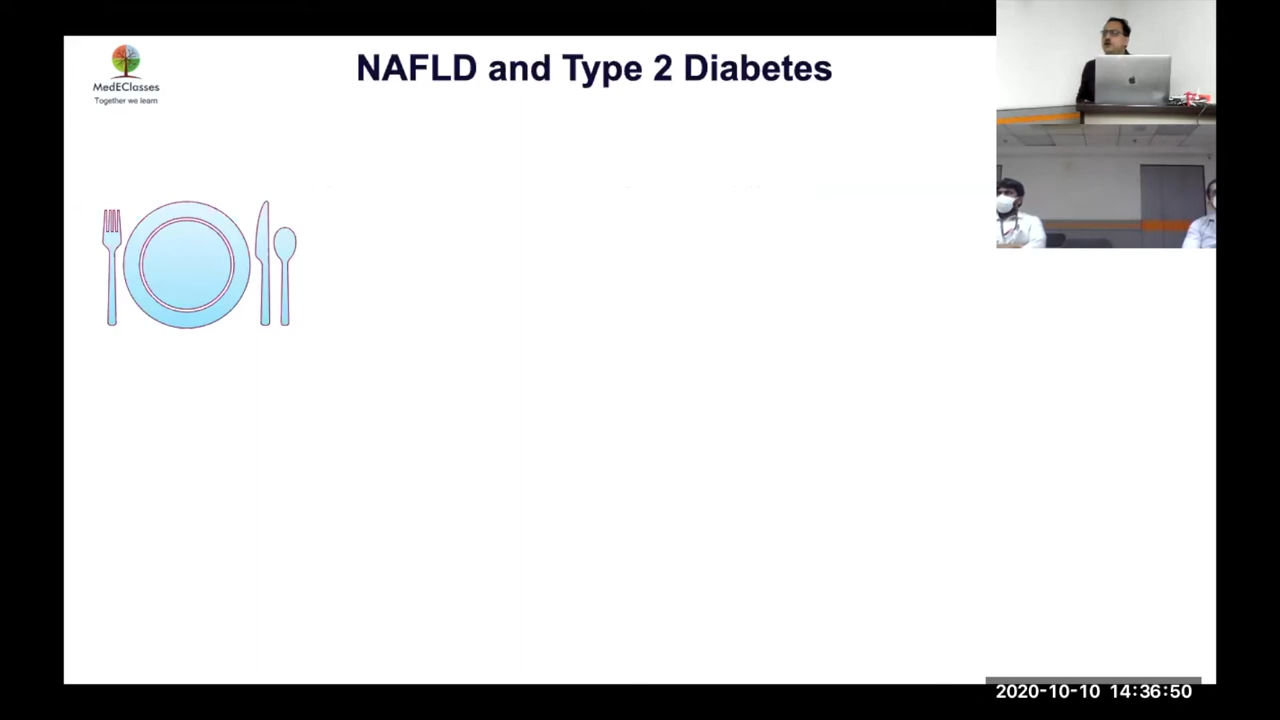 NAFLD and Type 2 Diabetes
MedEClasses
Together we learn
2020-10-10 14:36:50